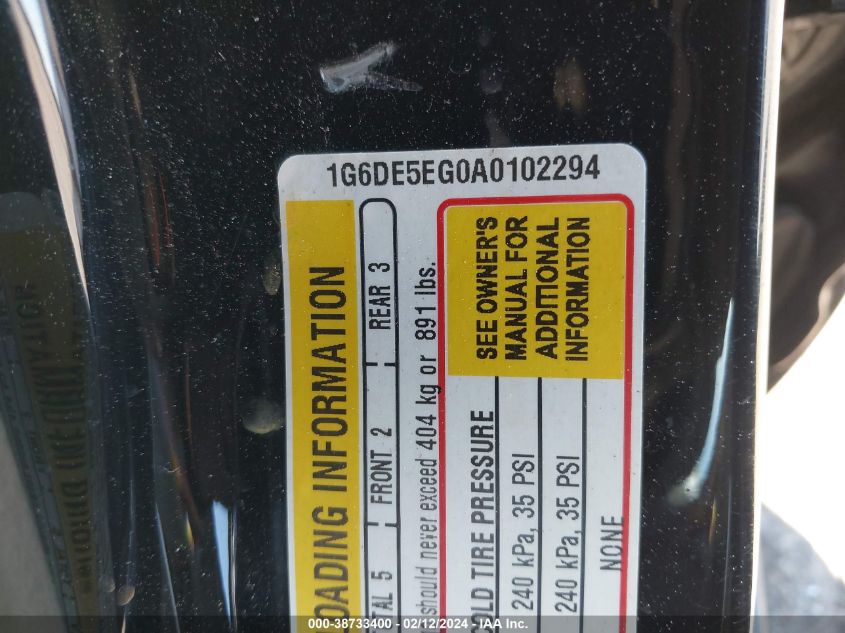 1G6DE5EG0A0102294
LOADING INFORMATION
TOTAL 5 FRONT 2 REAR 3
should never exceed 404 kg or 891 lbs.
COLD TIRE PRESSURE
240 kPa, 35 PSI
240 kPa, 35 PSI
NONE
SEE OWNER'S
MANUAL FOR
ADDITIONAL
INFORMATION
000-38733400 - 02/12/2024 - IAA Inc.